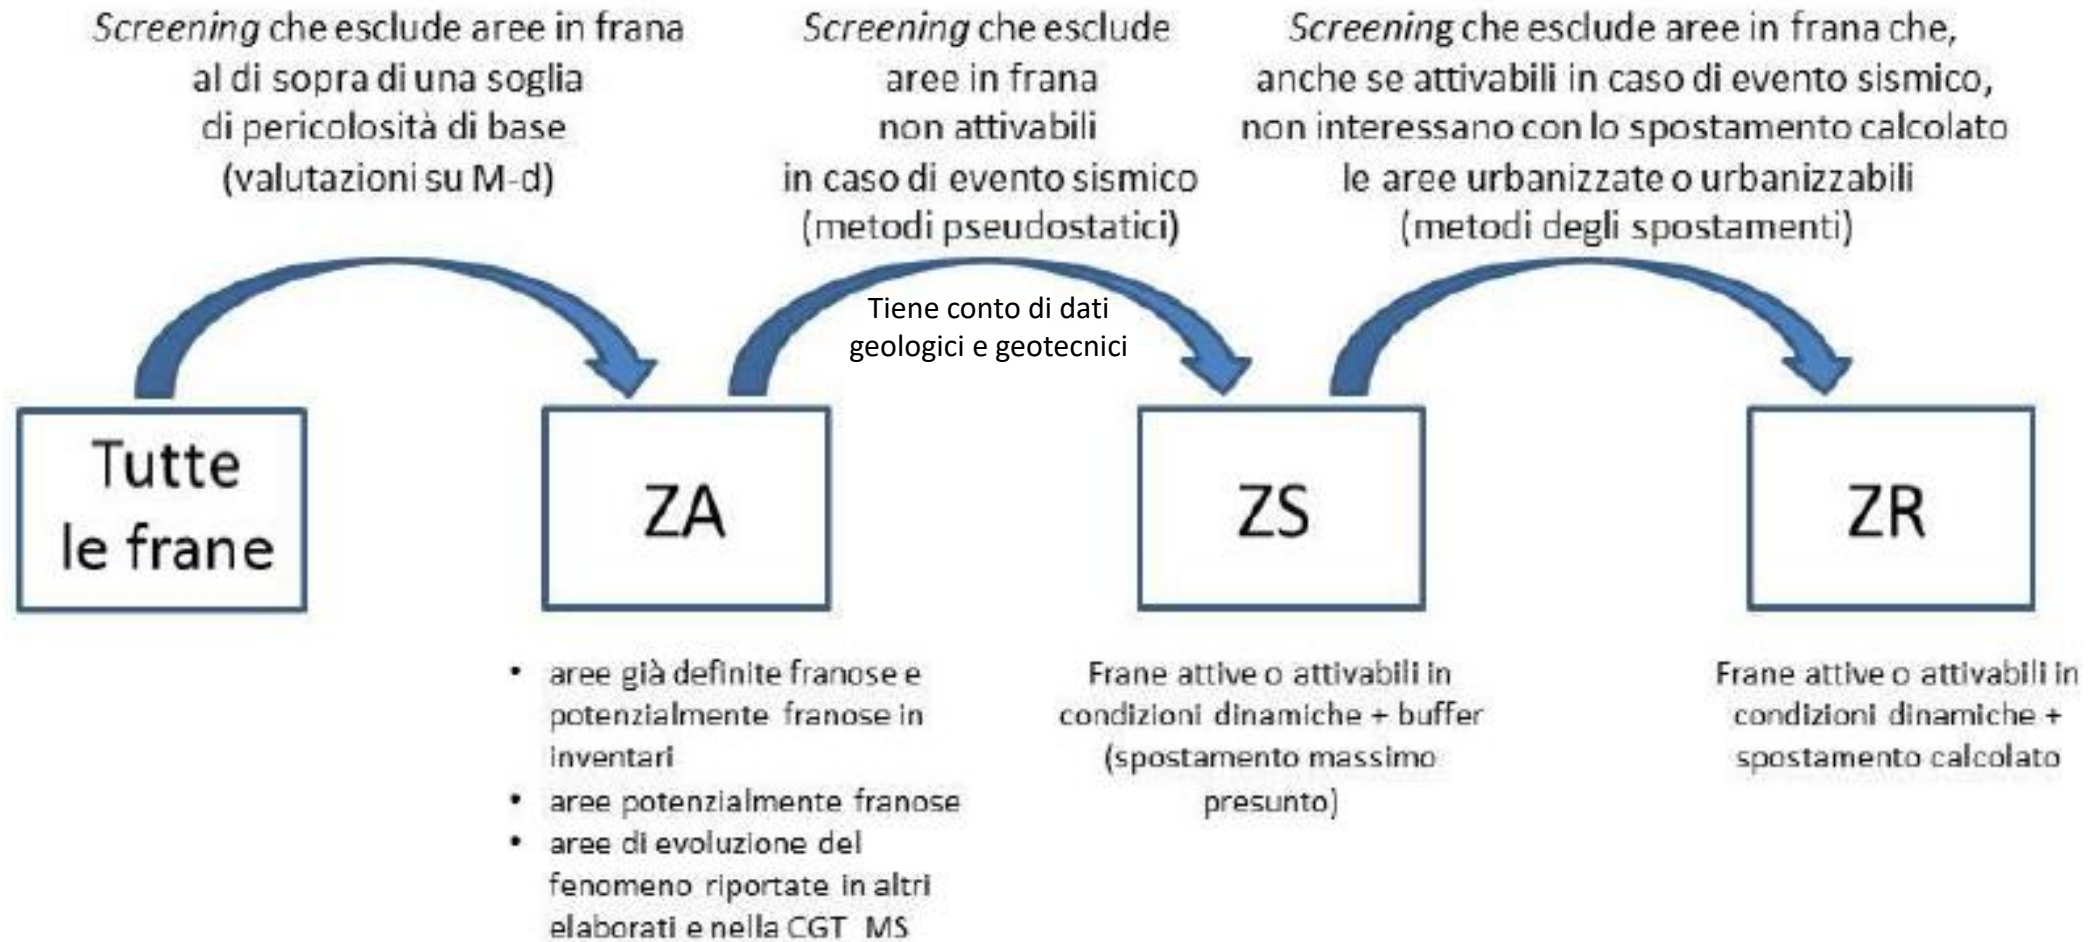 Screening che esclude aree in frana
al di sopra di una soglia
di pericolosità di base
(valutazioni su M-d)
Screening che esclude
aree in frana
non attivabili
in caso di evento sismico
(metodi pseudostatici)
Screening che esclude aree in frana che,
anche se attivabili in caso di evento sismico,
non interessano con lo spostamento calcolato
le aree urbanizzate o urbanizzabili
(metodi degli spostamenti)
Tiene conto di dati
geologici e geotecnici
Tutte
le frane
ZA
ZS
ZR
• aree già definite franose e
potenzialmente franose in
inventari
• aree potenzialmente franose
• aree di evoluzione del
fenomeno riportate in altri
elaborati e nella CGT_MS
Frane attive o attivabili in
condizioni dinamiche + buffer
(spostamento massimo
presunto)
Frane attive o attivabili in
condizioni dinamiche +
spostamento calcolato